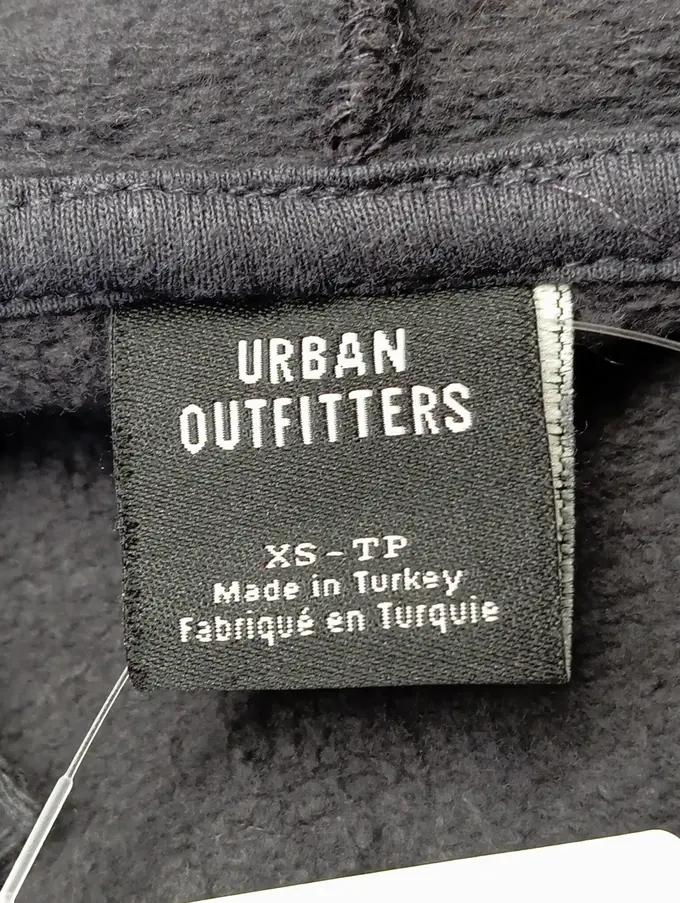 URBAN
OUTFITTERS
XS-TP
Made in Turkey
Fabriqué en Turquie